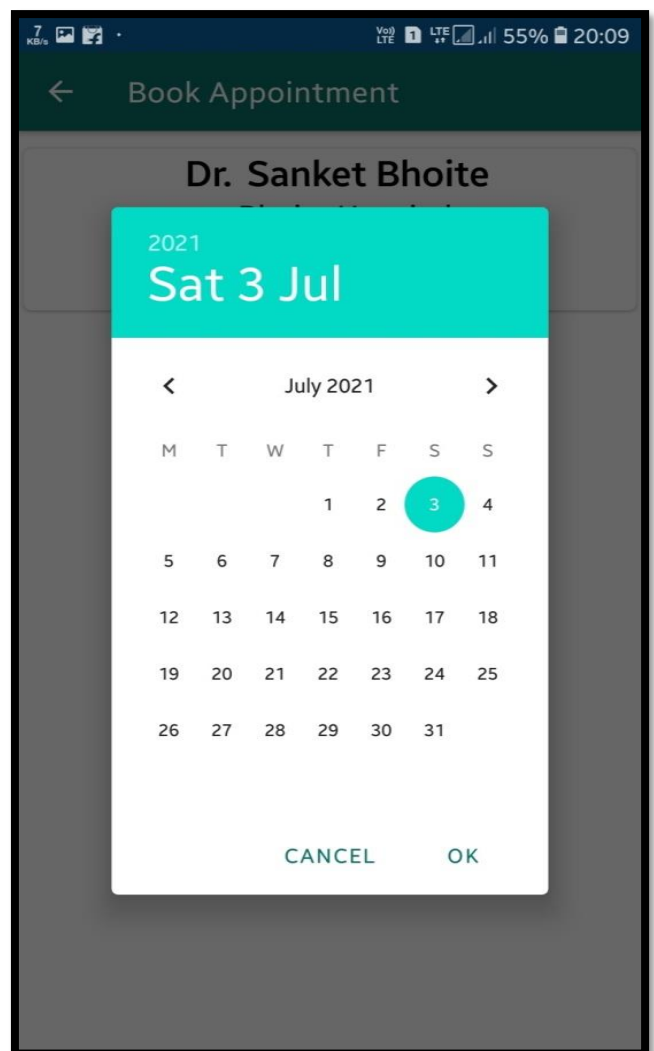 7 KB/s VoLTE 1 LTE 55% 20:09
Book Appointment
Dr. Sanket Bhoite
2021
Sat 3 Jul
July 2021
M T W T F S S
1 2 3 4
5 6 7 8 9 10 11
12 13 14 15 16 17 18
19 20 21 22 23 24 25
26 27 28 29 30 31
CANCEL OK